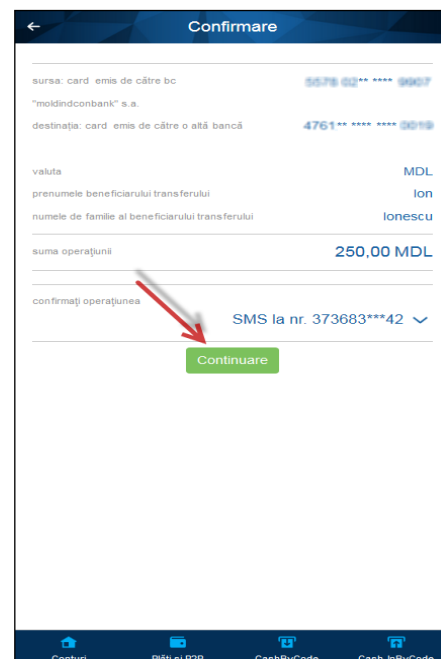 Confirmare
sursa: card emis de către bc
"moldindconbank" s.a.
destinația: card emis de către o altă bancă 4761** **** ****
valuta MDL
prenumele beneficiarului transferului Ion
numele de familie al beneficiarului transferului Ionescu
suma operațiunii 250,00 MDL
confirmați operațiunea
SMS la nr. 373683***42
Continuare
Conturi Plăți și P2P CashByCode Cash-InByCode